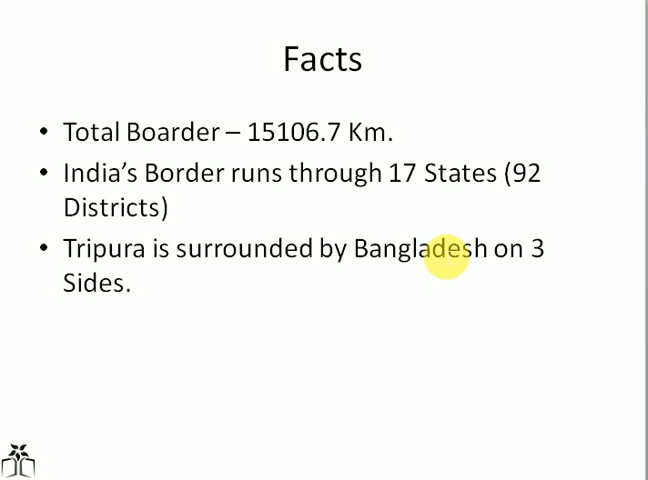 Facts
• Total Boarder – 15106.7 Km.
• India’s Border runs through 17 States (92
Districts)
• Tripura is surrounded by Bangladesh on 3
Sides.